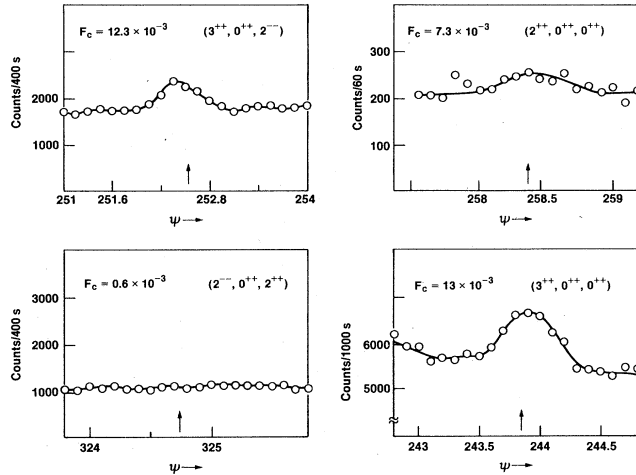 F_c = 12.3 × 10⁻³ (3⁺⁺, 0⁺⁺, 2⁻⁻)
Counts/400 s
2000
1000
251 251.6 252.8 254
ψ →
F_c = 7.3 × 10⁻³ (2⁺⁺, 0⁺⁺, 0⁺⁺)
Counts/60 s
300
200
100
258 258.5 259
ψ →
F_c = 0.6 × 10⁻³ (2⁻⁻, 0⁺⁺, 2⁺⁺)
Counts/400 s
3000
2000
1000
324 325
ψ →
F_c = 13 × 10⁻³ (3⁺⁺, 0⁺⁺, 0⁺⁺)
Counts/1000 s
6000
5000
243 243.5 244 244.5
ψ →